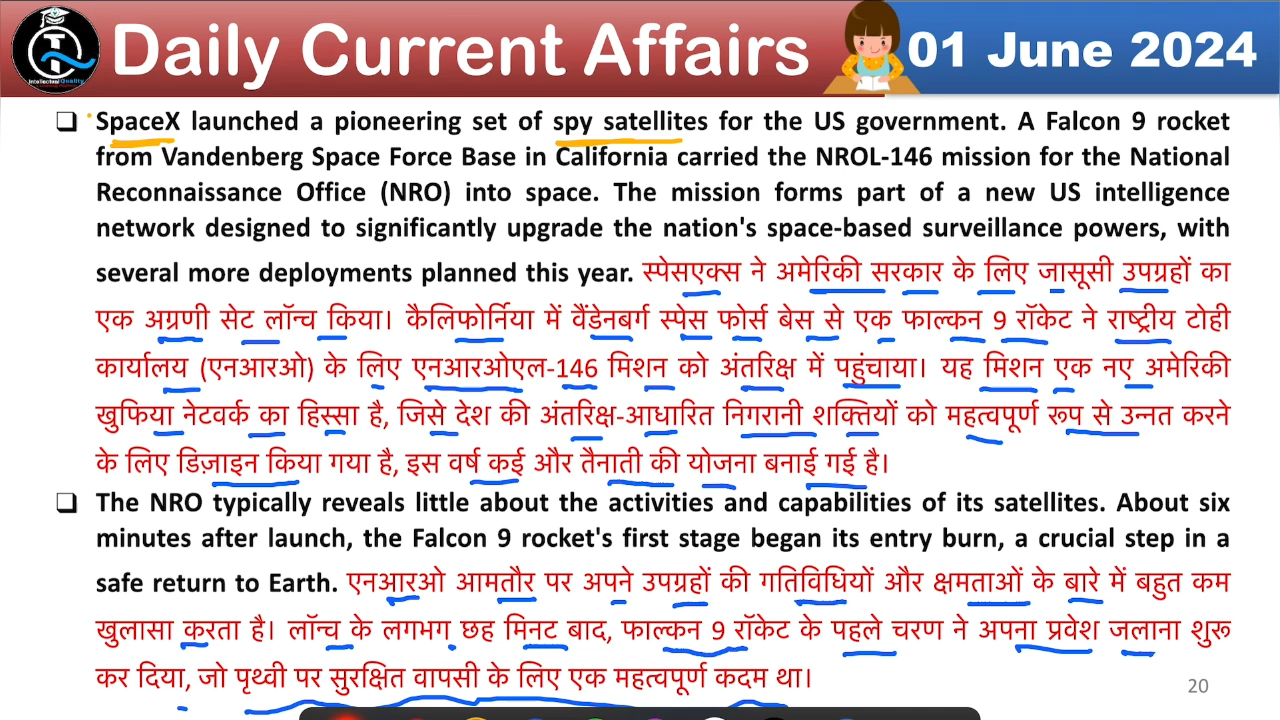 Daily Current Affairs
01 June 2024
Intellectual Quality
SpaceX launched a pioneering set of spy satellites for the US government. A Falcon 9 rocket
from Vandenberg Space Force Base in California carried the NROL-146 mission for the National
Reconnaissance Office (NRO) into space. The mission forms part of a new US intelligence
network designed to significantly upgrade the nation's space-based surveillance powers, with
several more deployments planned this year. स्पेसएक्स ने अमेरिकी सरकार के लिए जासूसी उपग्रहों का
एक अग्रणी सेट लॉन्च किया। कैलिफोर्निया में वैंडेनबर्ग स्पेस फोर्स बेस से एक फाल्कन 9 रॉकेट ने राष्ट्रीय टोही
कार्यालय (एनआरओ) के लिए एनआरओएल-146 मिशन को अंतरिक्ष में पहुंचाया। यह मिशन एक नए अमेरिकी
खुफिया नेटवर्क का हिस्सा है, जिसे देश की अंतरिक्ष-आधारित निगरानी शक्तियों को महत्वपूर्ण रूप से उन्नत करने
के लिए डिज़ाइन किया गया है, इस वर्ष कई और तैनाती की योजना बनाई गई है।
The NRO typically reveals little about the activities and capabilities of its satellites. About six
minutes after launch, the Falcon 9 rocket's first stage began its entry burn, a crucial step in a
safe return to Earth. एनआरओ आमतौर पर अपने उपग्रहों की गतिविधियों और क्षमताओं के बारे में बहुत कम
खुलासा करता है। लॉन्च के लगभग छह मिनट बाद, फाल्कन 9 रॉकेट के पहले चरण ने अपना प्रवेश जलाना शुरू
कर दिया, जो पृथ्वी पर सुरक्षित वापसी के लिए एक महत्वपूर्ण कदम था।
20